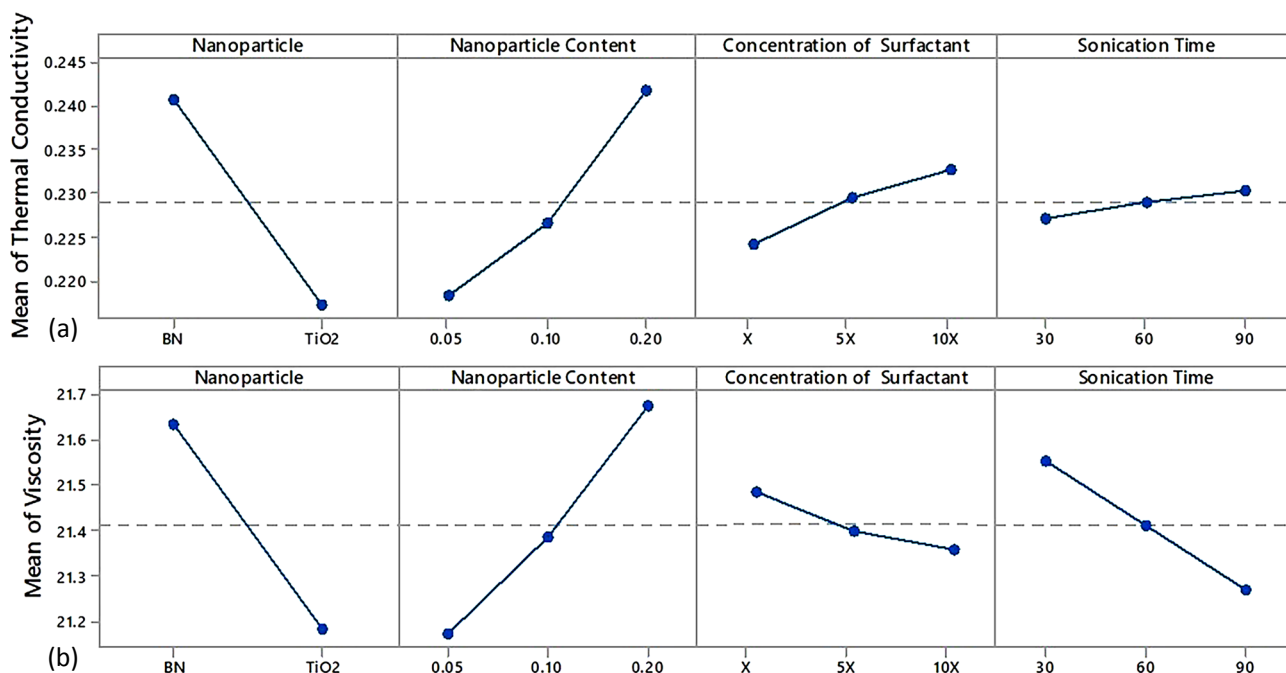 Nanoparticle Nanoparticle Content Concentration of Surfactant Sonication Time
Mean of Thermal Conductivity
0.245
0.240
0.235
0.230
0.225
0.220
(a)
BN TiO2 0.05 0.10 0.20 X 5X 10X 30 60 90
Nanoparticle Nanoparticle Content Concentration of Surfactant Sonication Time
Mean of Viscosity
21.7
21.6
21.5
21.4
21.3
21.2
(b)
BN TiO2 0.05 0.10 0.20 X 5X 10X 30 60 90